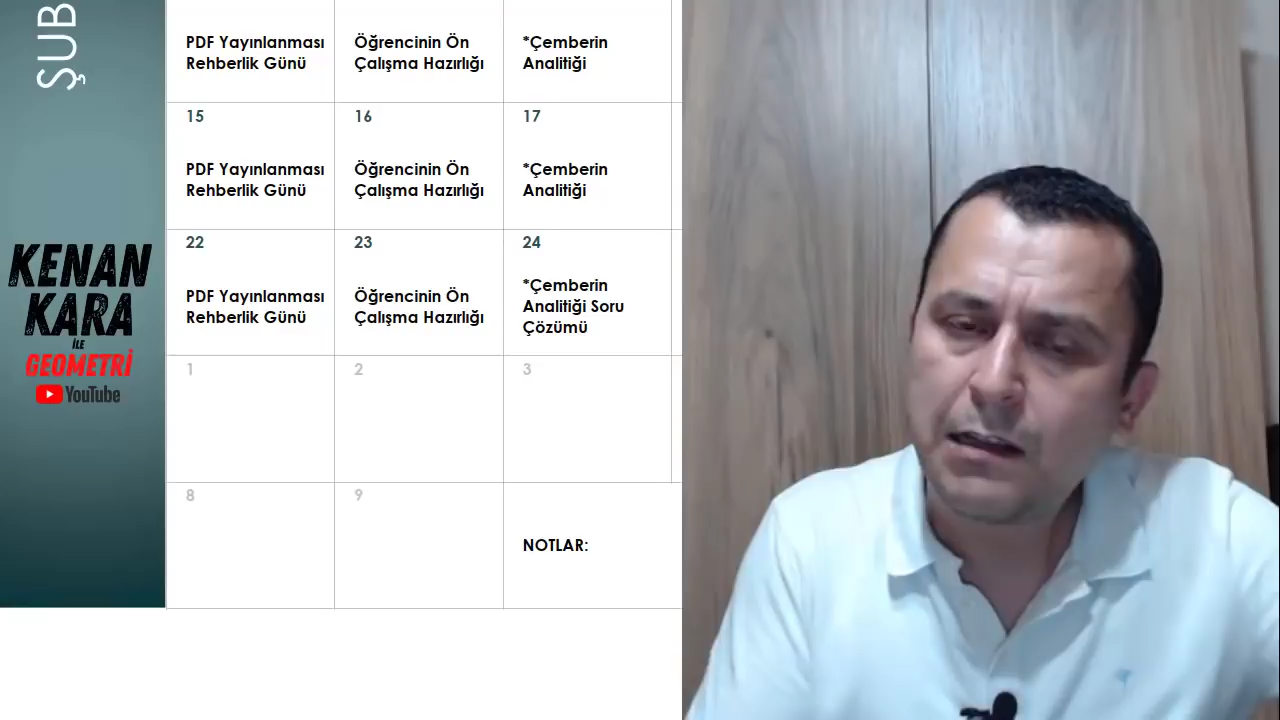 ŞUB
PDF Yayınlanması
Rehberlik Günü
Öğrencinin Ön
Çalışma Hazırlığı
*Çemberin
Analitiği
15
16
17
PDF Yayınlanması
Rehberlik Günü
Öğrencinin Ön
Çalışma Hazırlığı
*Çemberin
Analitiği
22
23
24
PDF Yayınlanması
Rehberlik Günü
Öğrencinin Ön
Çalışma Hazırlığı
*Çemberin
Analitiği Soru
Çözümü
KENAN
KARA
İLE
GEOMETRİ
YouTube
1
2
3
8
9
NOTLAR: